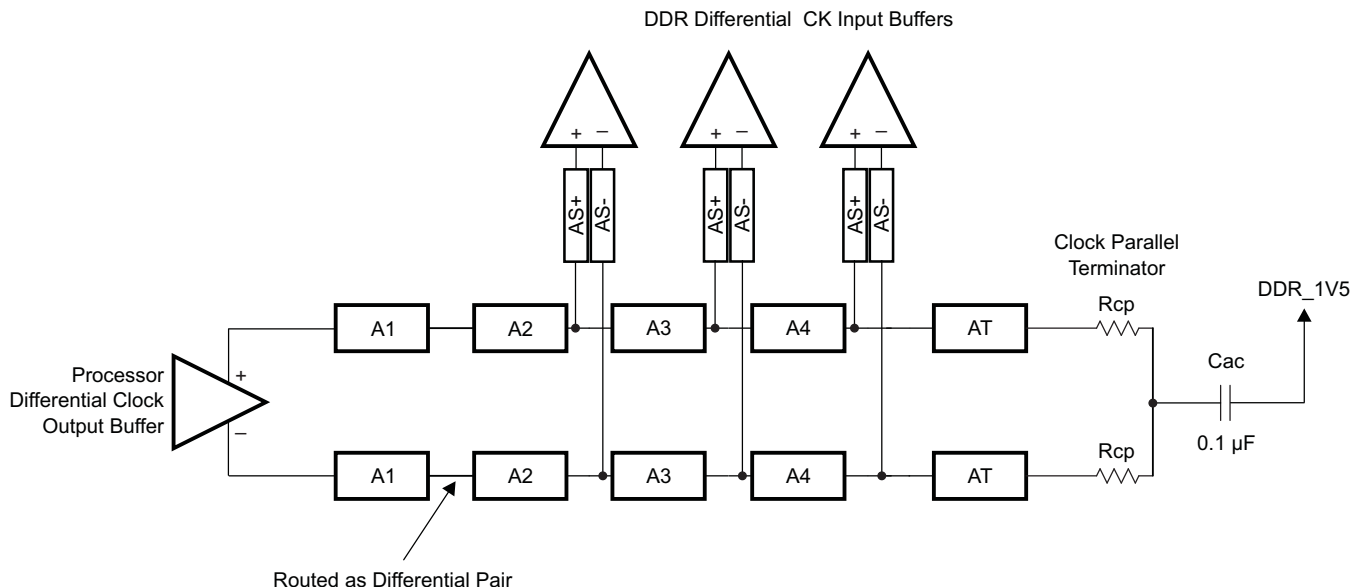 DDR Differential CK Input Buffers
+ –
+ –
+ –
AS+
AS-
AS+
AS-
AS+
AS-
Clock Parallel
Terminator
DDR_1V5
A1
A2
A3
A4
AT
Rcp
Processor
Differential Clock
Output Buffer
+
–
Cac
0.1 µF
A1
A2
A3
A4
AT
Rcp
Routed as Differential Pair